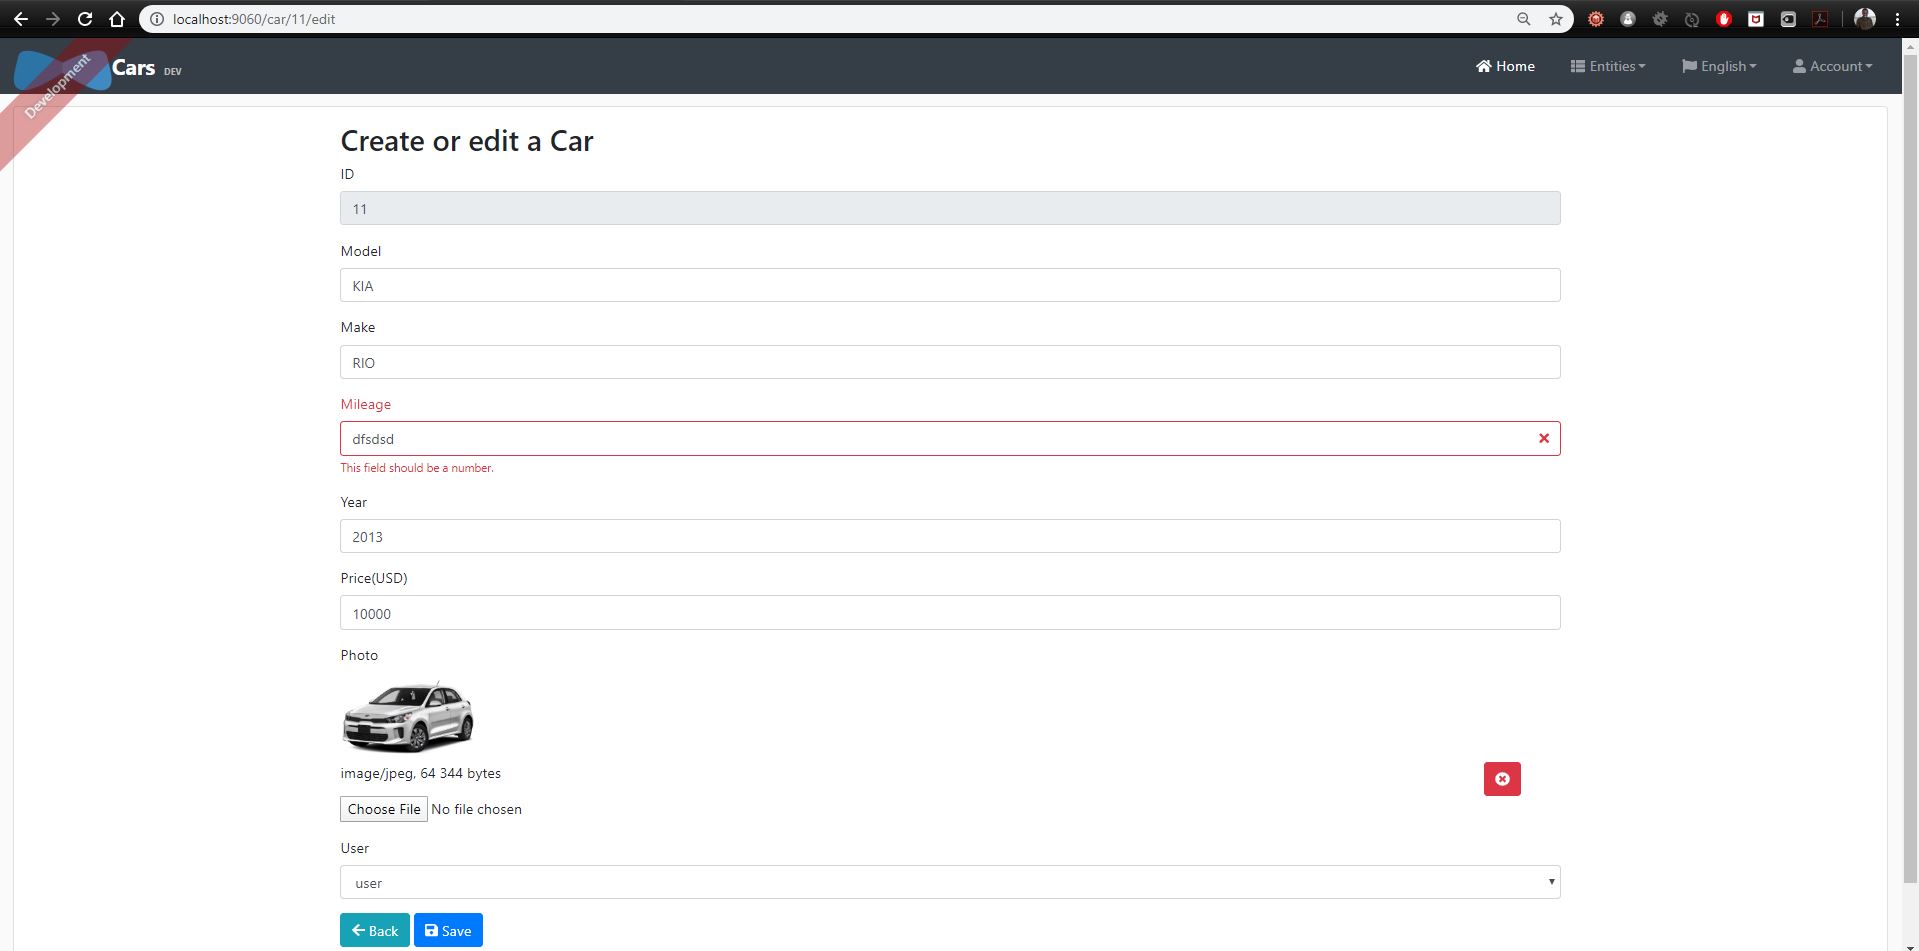 localhost:9060/car/11/edit
Development
Cars DEV
Home
Entities
English
Account
Create or edit a Car
ID
11
Model
KIA
Make
RIO
Mileage
dfsdsd
This field should be a number.
Year
2013
Price(USD)
10000
Photo
image/jpeg, 64 344 bytes
Choose File No file chosen
User
user
Back
Save